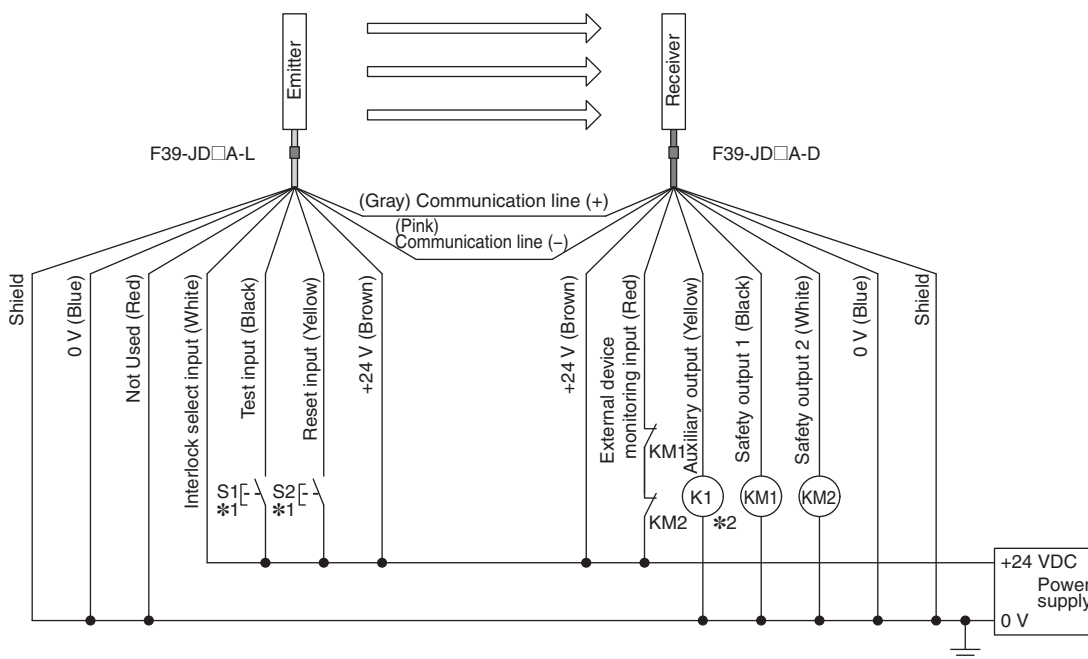 Emitter
Receiver
F39-JD□A-L
F39-JD□A-D
(Gray) Communication line (+)
(Pink)
Communication line (−)
Shield
0 V (Blue)
Not Used (Red)
Interlock select input (White)
Test input (Black)
Reset input (Yellow)
+24 V (Brown)
+24 V (Brown)
External device
monitoring input (Red)
Auxiliary output (Yellow)
Safety output 1 (Black)
Safety output 2 (White)
0 V (Blue)
Shield
S1
*1
S2
*1
KM1
KM2
K1
*2
KM1
KM2
+24 VDC
Power
supply
0 V